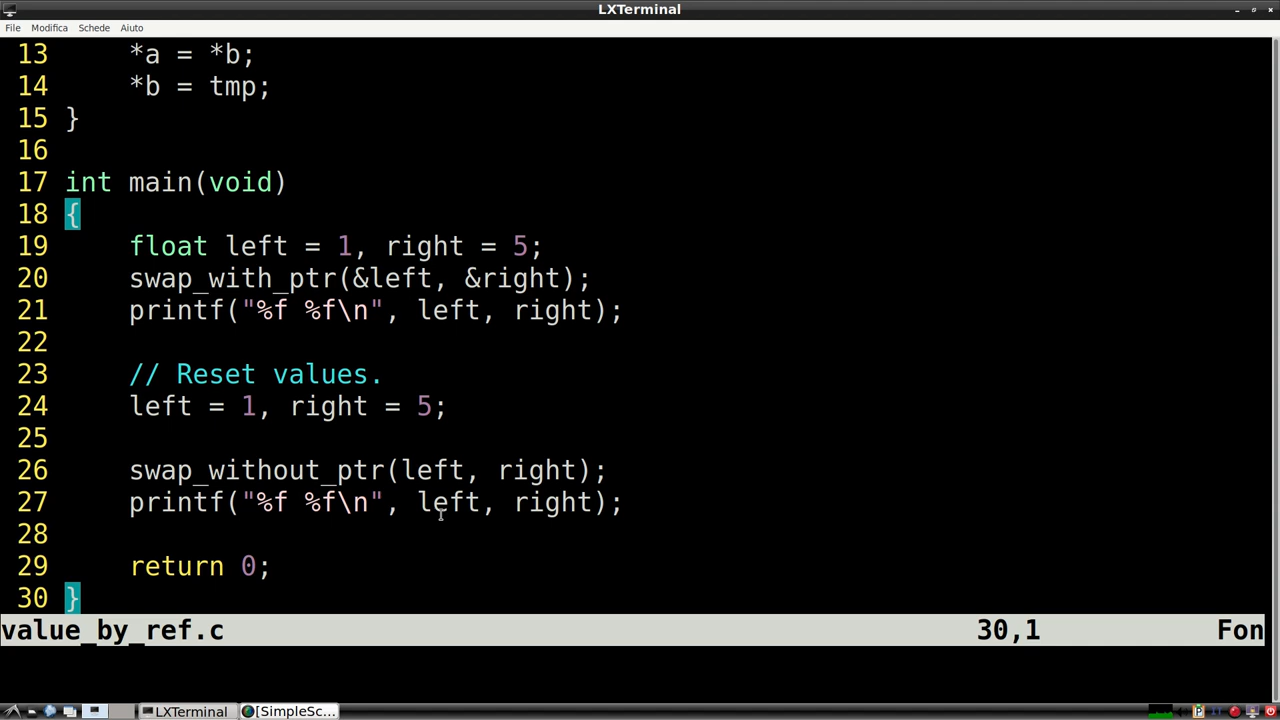 LXTerminal
File Modifica Schede Aiuto
13     *a = *b;
14     *b = tmp;
15 }
16
17 int main(void)
18 {
19     float left = 1, right = 5;
20     swap_with_ptr(&left, &right);
21     printf("%f %f\n", left, right);
22
23     // Reset values.
24     left = 1, right = 5;
25
26     swap_without_ptr(left, right);
27     printf("%f %f\n", left, right);
28
29     return 0;
30 }
value_by_ref.c 30,1 Fon
LXTerminal [SimpleSc...